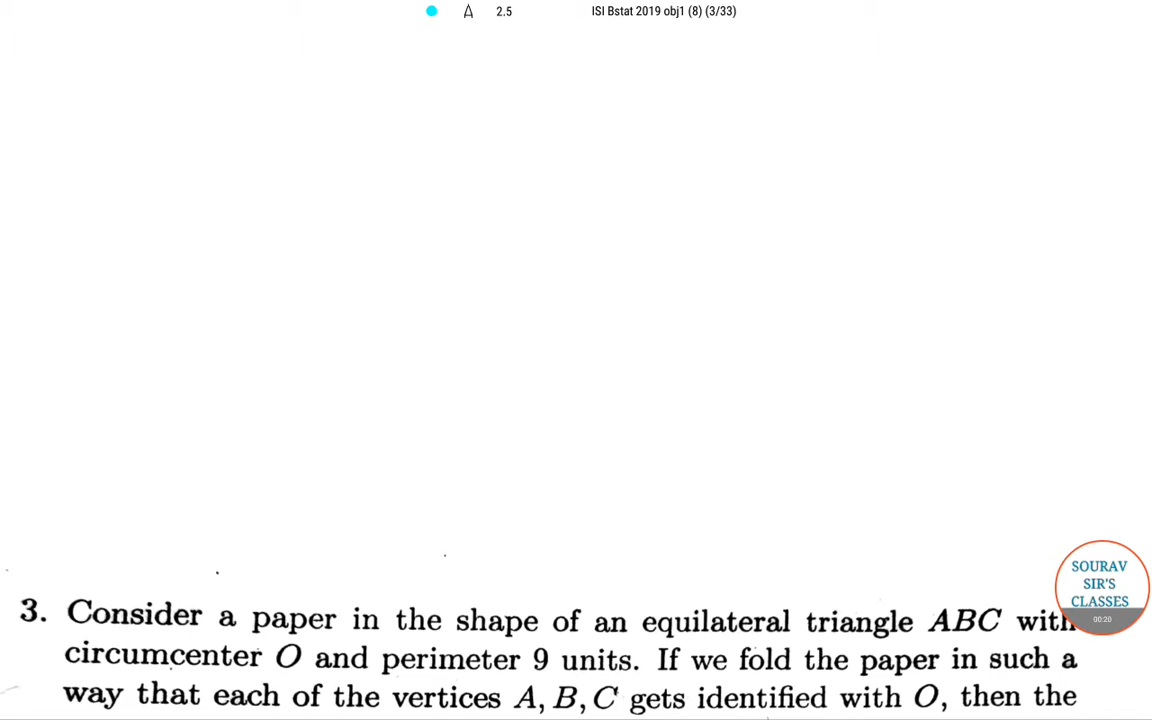 2.5 ISI Bstat 2019 obj1 (8) (3/33)
SOURAV
SIR'S
CLASSES
00:20
3. Consider a paper in the shape of an equilateral triangle ABC with
circumcenter O and perimeter 9 units. If we fold the paper in such a
way that each of the vertices A, B, C gets identified with O, then the